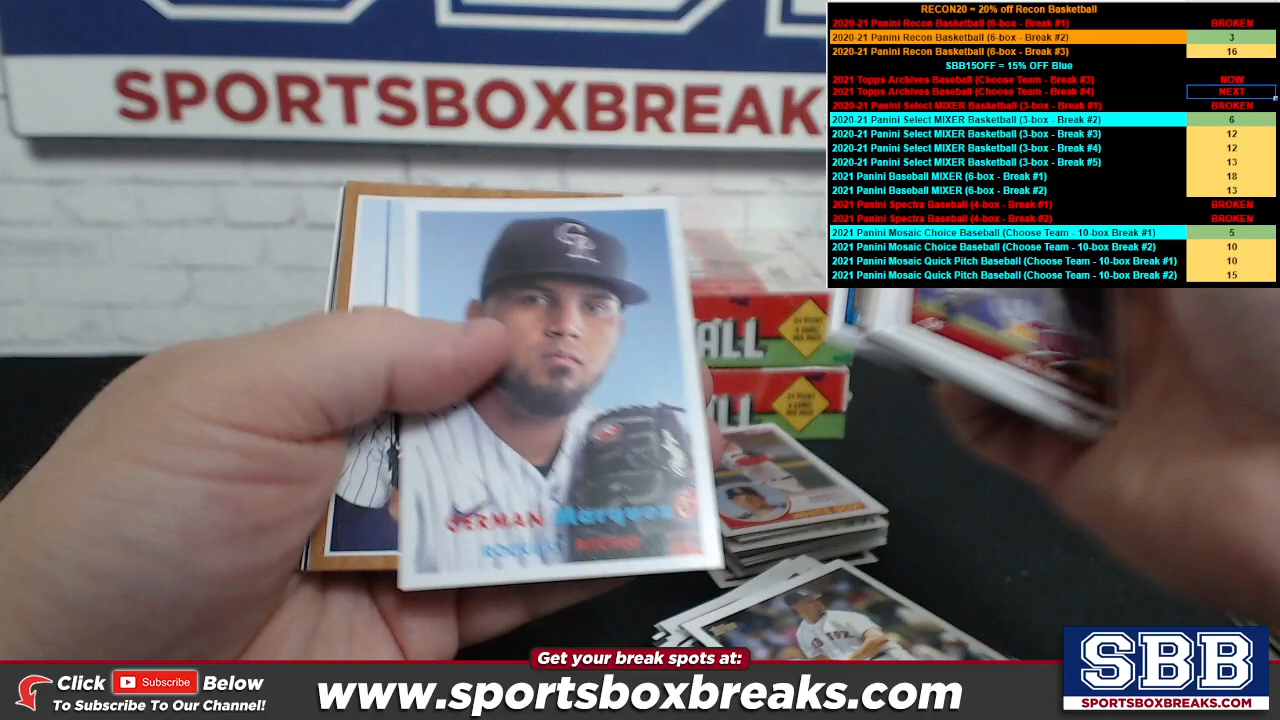 SPORTSBOXBREAKS
RECON20 = 20% off Recon Basketball
2020-21 Panini Recon Basketball (6-box - Break #1) BROKEN
2020-21 Panini Recon Basketball (6-box - Break #2) 3
2020-21 Panini Recon Basketball (6-box - Break #3) 16
SBB15OFF = 15% OFF Blue
2021 Topps Archives Baseball (Choose Team - Break #3) NOW
2021 Topps Archives Baseball (Choose Team - Break #4) NEXT
2020-21 Panini Select MIXER Basketball (3-box - Break #1) BROKEN
2020-21 Panini Select MIXER Basketball (3-box - Break #2) 6
2020-21 Panini Select MIXER Basketball (3-box - Break #3) 12
2020-21 Panini Select MIXER Basketball (3-box - Break #4) 12
2020-21 Panini Select MIXER Basketball (3-box - Break #5) 13
2021 Panini Baseball MIXER (6-box - Break #1) 18
2021 Panini Baseball MIXER (6-box - Break #2) 13
2021 Panini Spectra Baseball (4-box - Break #1) BROKEN
2021 Panini Spectra Baseball (4-box - Break #2) BROKEN
2021 Panini Mosaic Choice Baseball (Choose Team - 10-box Break #1) 5
2021 Panini Mosaic Choice Baseball (Choose Team - 10-box Break #2) 10
2021 Panini Mosaic Quick Pitch Baseball (Choose Team - 10-box Break #1) 10
2021 Panini Mosaic Quick Pitch Baseball (Choose Team - 10-box Break #2) 15
CR
ALL
GERMAN Marquez
ROCKIES PITCHER
Get your break spots at:
Click Subscribe Below
To Subscribe To Our Channel!
www.sportsboxbreaks.com
SBB
SPORTSBOXBREAKS.COM